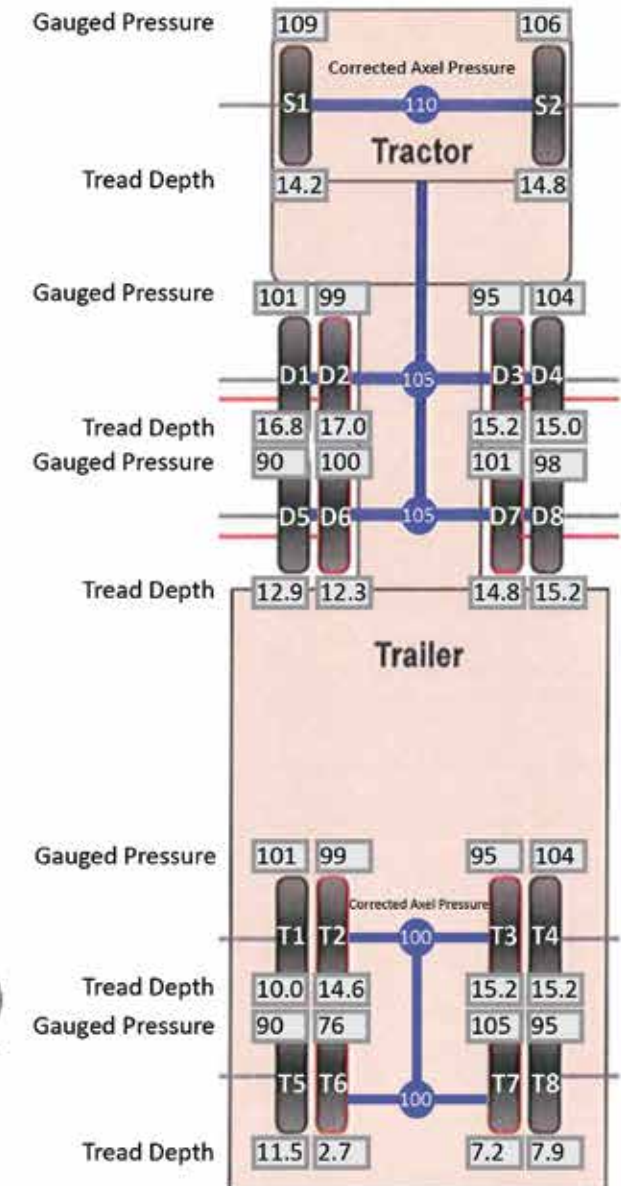 Gauged Pressure 109 106
Corrected Axel Pressure
S1 110 S2
Tractor
Tread Depth 14.2 14.8
Gauged Pressure 101 99 95 104
D1 D2 105 D3 D4
Tread Depth 16.8 17.0 15.2 15.0
Gauged Pressure 90 100 101 98
D5 D6 105 D7 D8
Tread Depth 12.9 12.3 14.8 15.2
Trailer
Gauged Pressure 101 99 95 104
Corrected Axel Pressure
T1 T2 100 T3 T4
Tread Depth 10.0 14.6 15.2 15.2
Gauged Pressure 90 76 105 95
T5 T6 100 T7 T8
Tread Depth 11.5 2.7 7.2 7.9